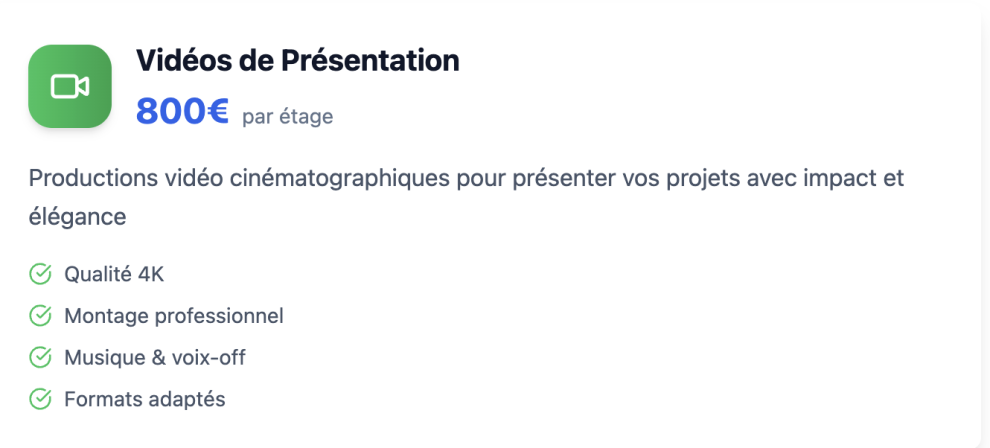 Vidéos de Présentation
800€ par étage
Productions vidéo cinématographiques pour présenter vos projets avec impact et
élégance
Qualité 4K
Montage professionnel
Musique & voix-off
Formats adaptés